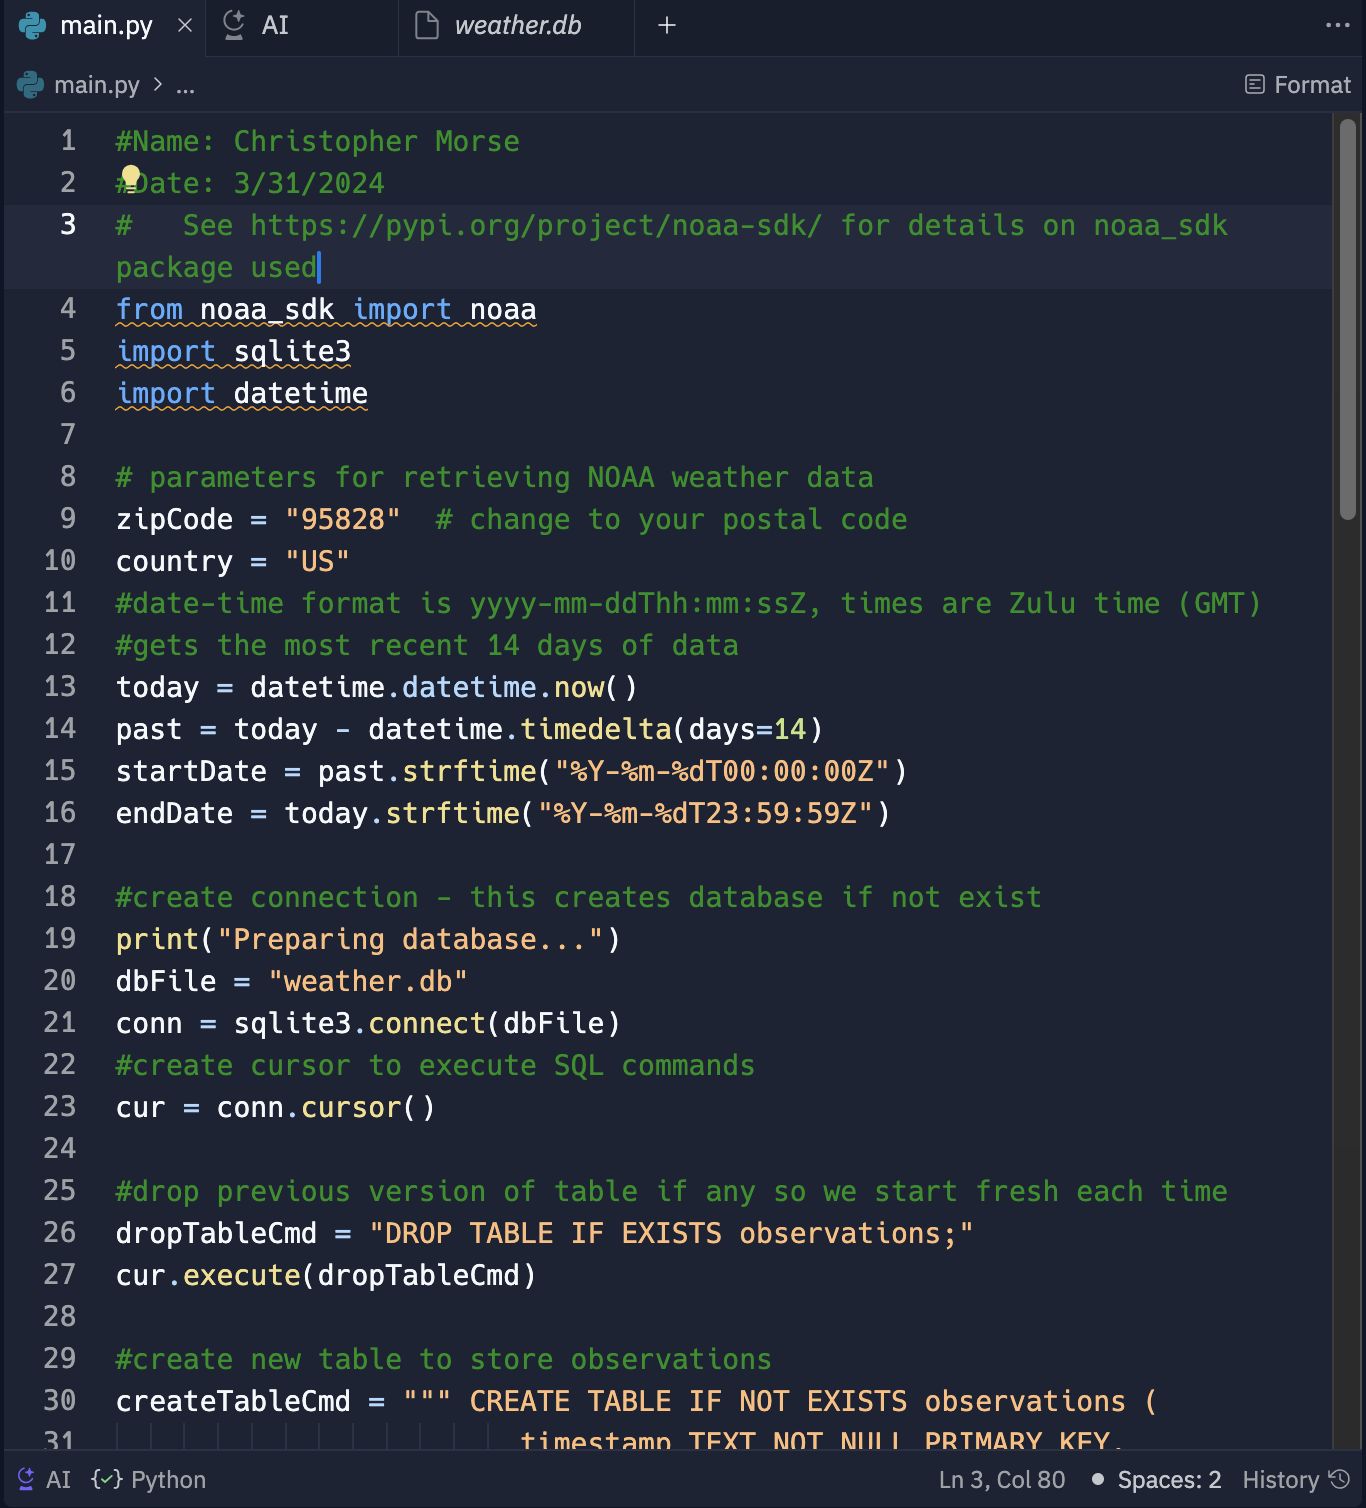 main.py × AI weather.db +
main.py > ... Format
1 #Name: Christopher Morse
2 #Date: 3/31/2024
3 #   See https://pypi.org/project/noaa-sdk/ for details on noaa_sdk
package used
4 from noaa_sdk import noaa
5 import sqlite3
6 import datetime
7
8 # parameters for retrieving NOAA weather data
9 zipCode = "95828"  # change to your postal code
10 country = "US"
11 #date-time format is yyyy-mm-ddThh:mm:ssZ, times are Zulu time (GMT)
12 #gets the most recent 14 days of data
13 today = datetime.datetime.now()
14 past = today - datetime.timedelta(days=14)
15 startDate = past.strftime("%Y-%m-%dT00:00:00Z")
16 endDate = today.strftime("%Y-%m-%dT23:59:59Z")
17
18 #create connection - this creates database if not exist
19 print("Preparing database...")
20 dbFile = "weather.db"
21 conn = sqlite3.connect(dbFile)
22 #create cursor to execute SQL commands
23 cur = conn.cursor()
24
25 #drop previous version of table if any so we start fresh each time
26 dropTableCmd = "DROP TABLE IF EXISTS observations;"
27 cur.execute(dropTableCmd)
28
29 #create new table to store observations
30 createTableCmd = """ CREATE TABLE IF NOT EXISTS observations (
31                         timestamp TEXT NOT NULL PRIMARY KEY,
AI {✓} Python Ln 3, Col 80 • Spaces: 2 History